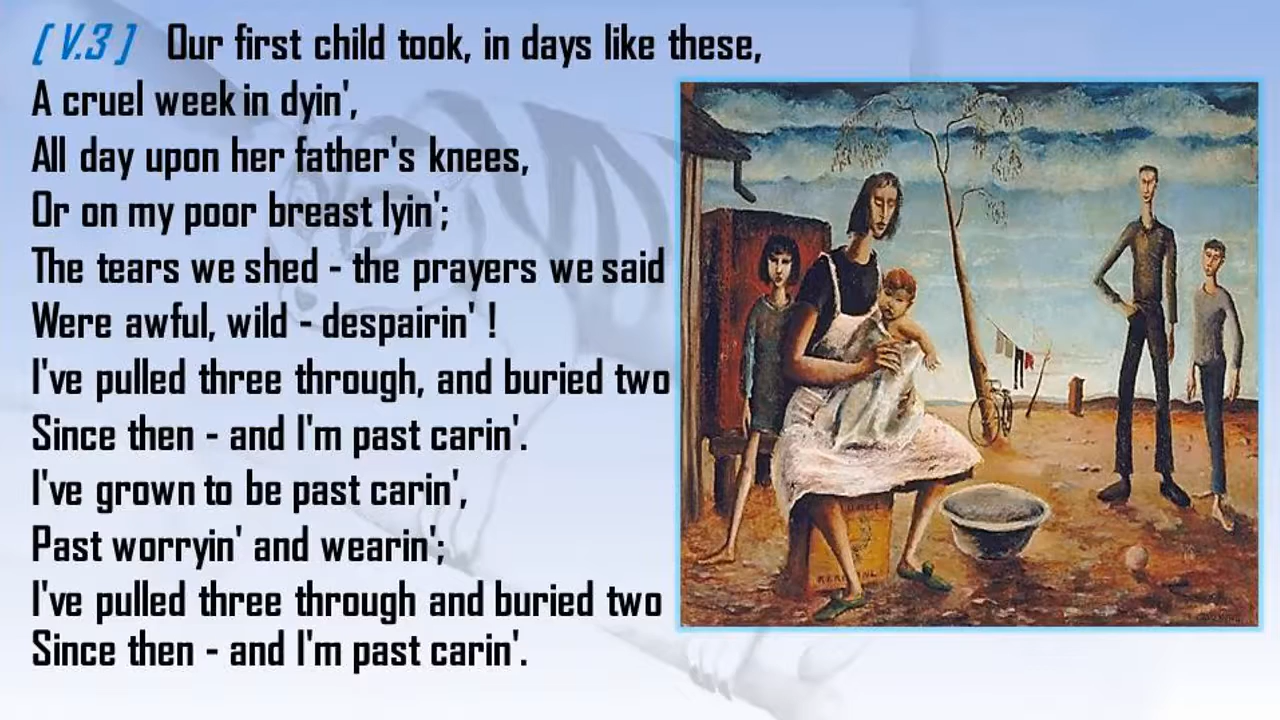 [ V.3 ] Our first child took, in days like these,
A cruel week in dyin',
All day upon her father's knees,
Or on my poor breast lyin';
The tears we shed - the prayers we said
Were awful, wild - despairin' !
I've pulled three through, and buried two
Since then - and I'm past carin'.
I've grown to be past carin',
Past worryin' and wearin';
I've pulled three through and buried two
Since then - and I'm past carin'.